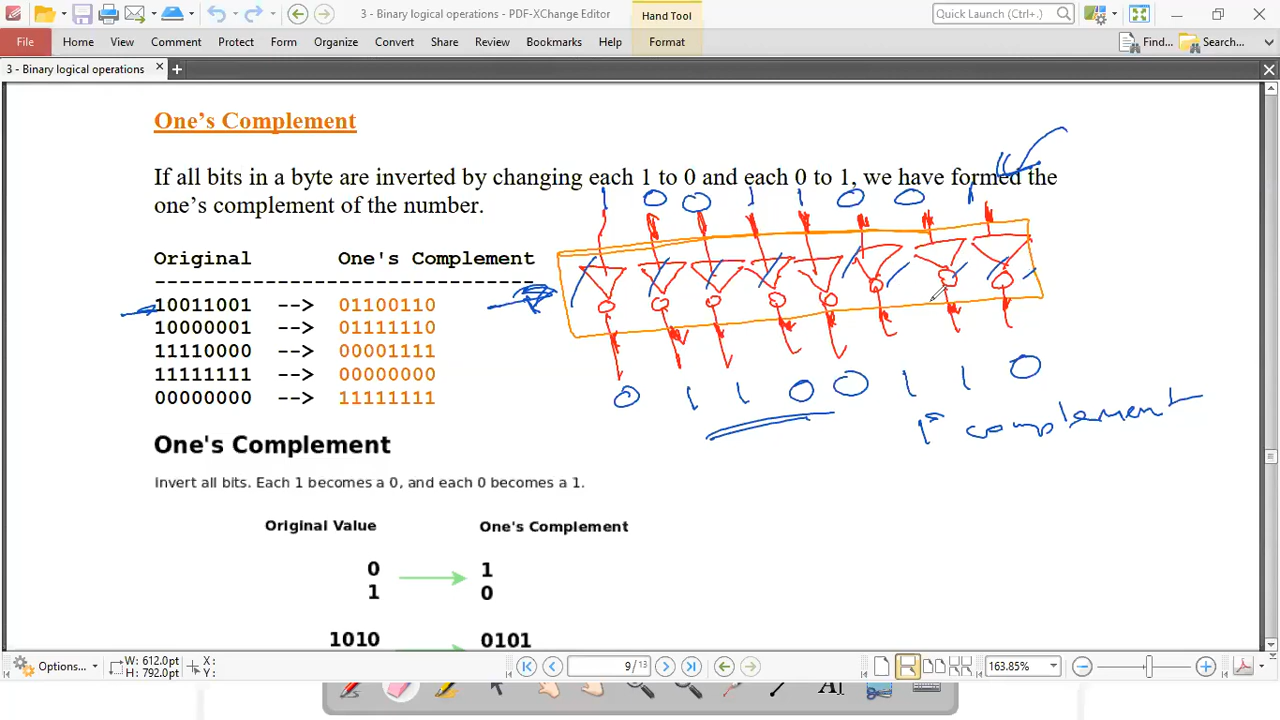 3 - Binary logical operations - PDF-XChange Editor
Hand Tool
Quick Launch (Ctrl+.)
File Home View Comment Protect Form Organize Convert Share Review Bookmarks Help Format Find... Search...
3 - Binary logical operations
One's Complement
If all bits in a byte are inverted by changing each 1 to 0 and each 0 to 1, we have formed the
one's complement of the number.
1 0 0 1 1 0 0 1
Original One's Complement
---------------------------------
10011001 --> 01100110
10000001 --> 01111110
11110000 --> 00001111
11111111 --> 00000000
00000000 --> 11111111
0 1 1 0 0 1 1 0
1's complement
One's Complement
Invert all bits. Each 1 becomes a 0, and each 0 becomes a 1.
Original Value One's Complement
0 1
1 0
1010 0101
Options... W: 612.0pt X:
H: 792.0pt Y:
9 / 13
163.85%